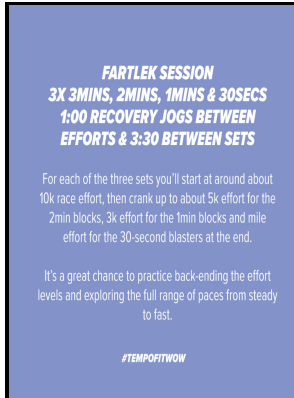 FARTLEK SESSION
3X 3MINS, 2MINS, 1MINS & 30SECS
1:00 RECOVERY JOGS BETWEEN
EFFORTS & 3:30 BETWEEN SETS
For each of the three sets you'll start at around about
10k race effort, then crank up to about 5k effort for the
2min blocks, 3k effort for the 1min blocks and mile
effort for the 30-second blasters at the end.
It's a great chance to practice back-ending the effort
levels and exploring the full range of paces from steady
to fast.
#TEMPOFITWOW